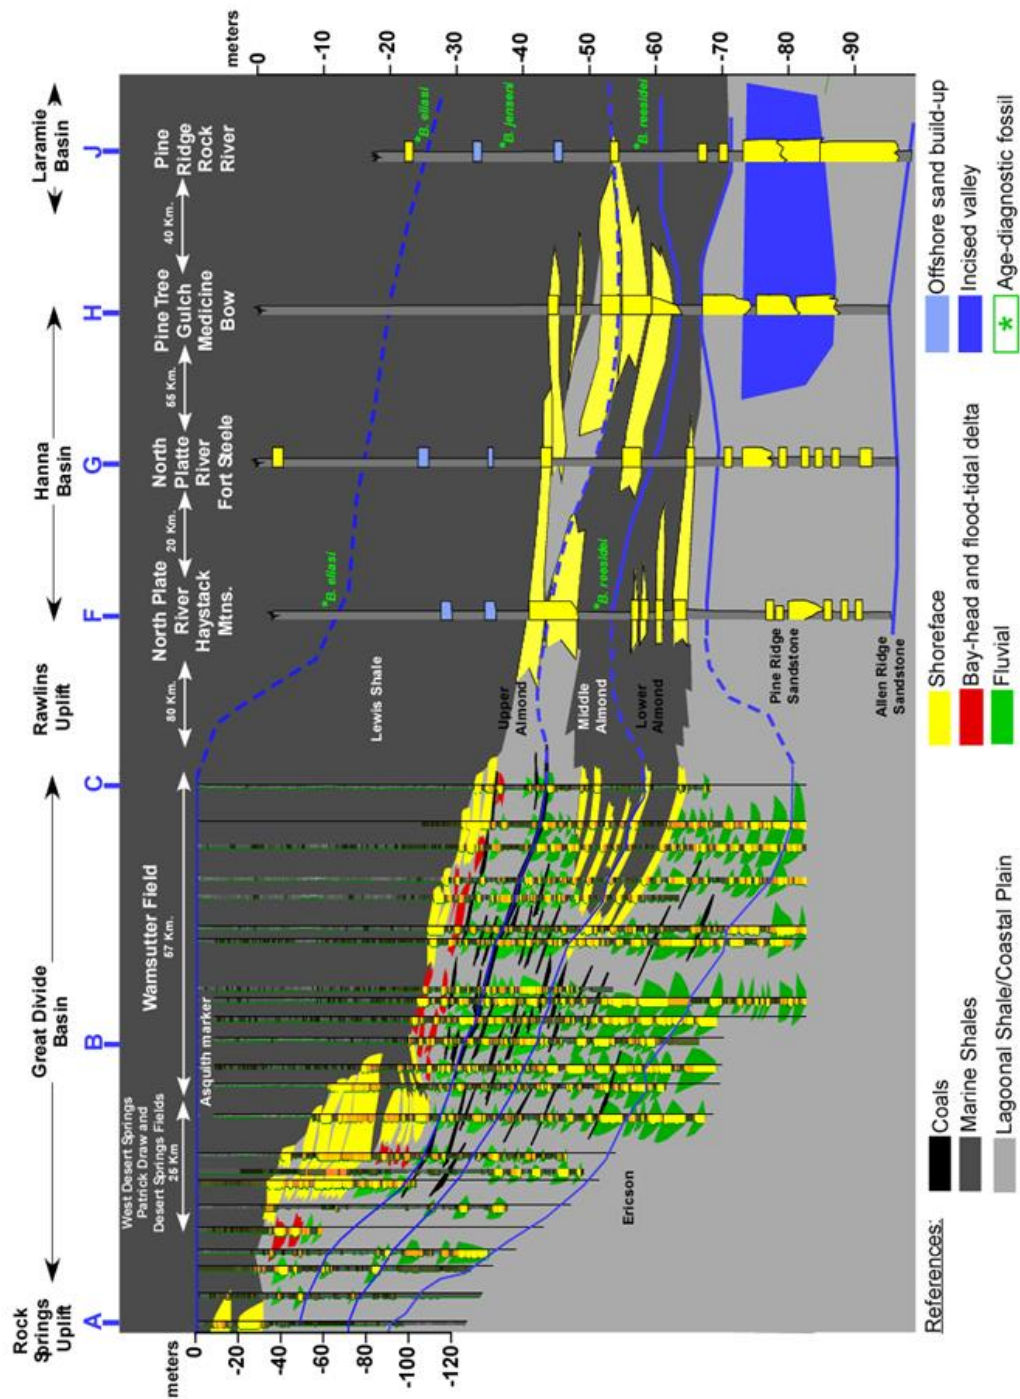 Rock
Springs
Uplift
Great Divide
Basin
Rawlins
Uplift
Hanna
Basin
Laramie
Basin
A
B
C
F
G
H
J
meters
0
-20
-40
-60
-80
-100
-120
West Desert Springs
Patrick Draw and
Desert Springs Fields
25 Km
Wamsutter Field
57 Km.
80 Km.
North Plate
River
Haystack
Mtns.
20 Km.
North
Platte
River
Fort Steele
55 Km.
Pine Tree
Gulch
Medicine
Bow
40 Km.
Pine
Ridge
Rock
River
meters
-0
-10
-20
-30
-40
-50
-60
-70
-80
-90
Asquith marker
Lewis Shale
Upper
Almond
Middle
Almond
Lower
Almond
Pine Ridge
Sandstone
Allen Ridge
Sandstone
Ericson
*B. eliasi
*B. reesidei
*B. eliasi
*B. jenseni
*B. reesidei
References:
Coals
Marine Shales
Lagoonal Shale/Coastal Plain
Shoreface
Bay-head and flood-tidal delta
Fluvial
Offshore sand build-up
Incised valley
* Age-diagnostic fossil